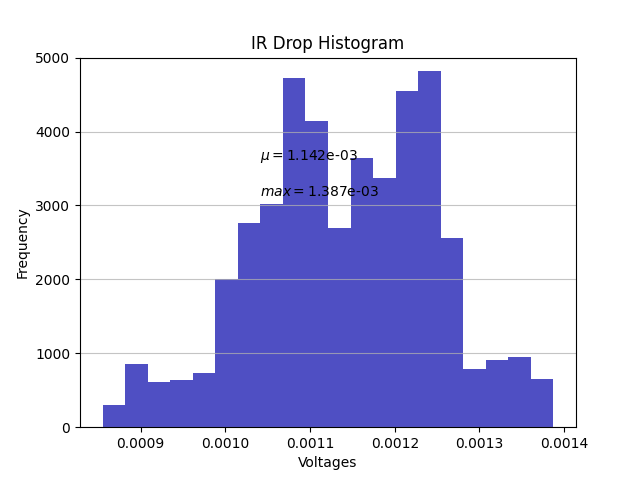 IR Drop Histogram
5000
4000
3000
2000
1000
0
Frequency
μ = 1.142e-03
max = 1.387e-03
0.0009 0.0010 0.0011 0.0012 0.0013 0.0014
Voltages